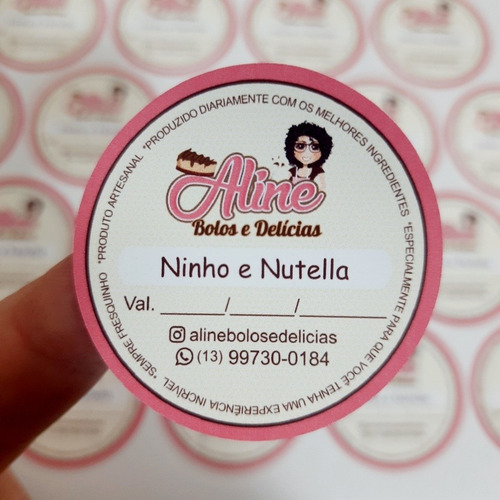 *PRODUTO ARTESANAL *PRODUZIDO DIARIAMENTE COM OS MELHORES INGREDIENTES *ESPECIALMENTE PARA QUE VOCÊ TENHA UMA EXPERIÊNCIA INCRÍVEL *SEMPRE FRESQUINHO
Aline
Bolos e Delícias
Ninho e Nutella
Val. ______/______/________
alinebolosedelicias
(13) 99730-0184